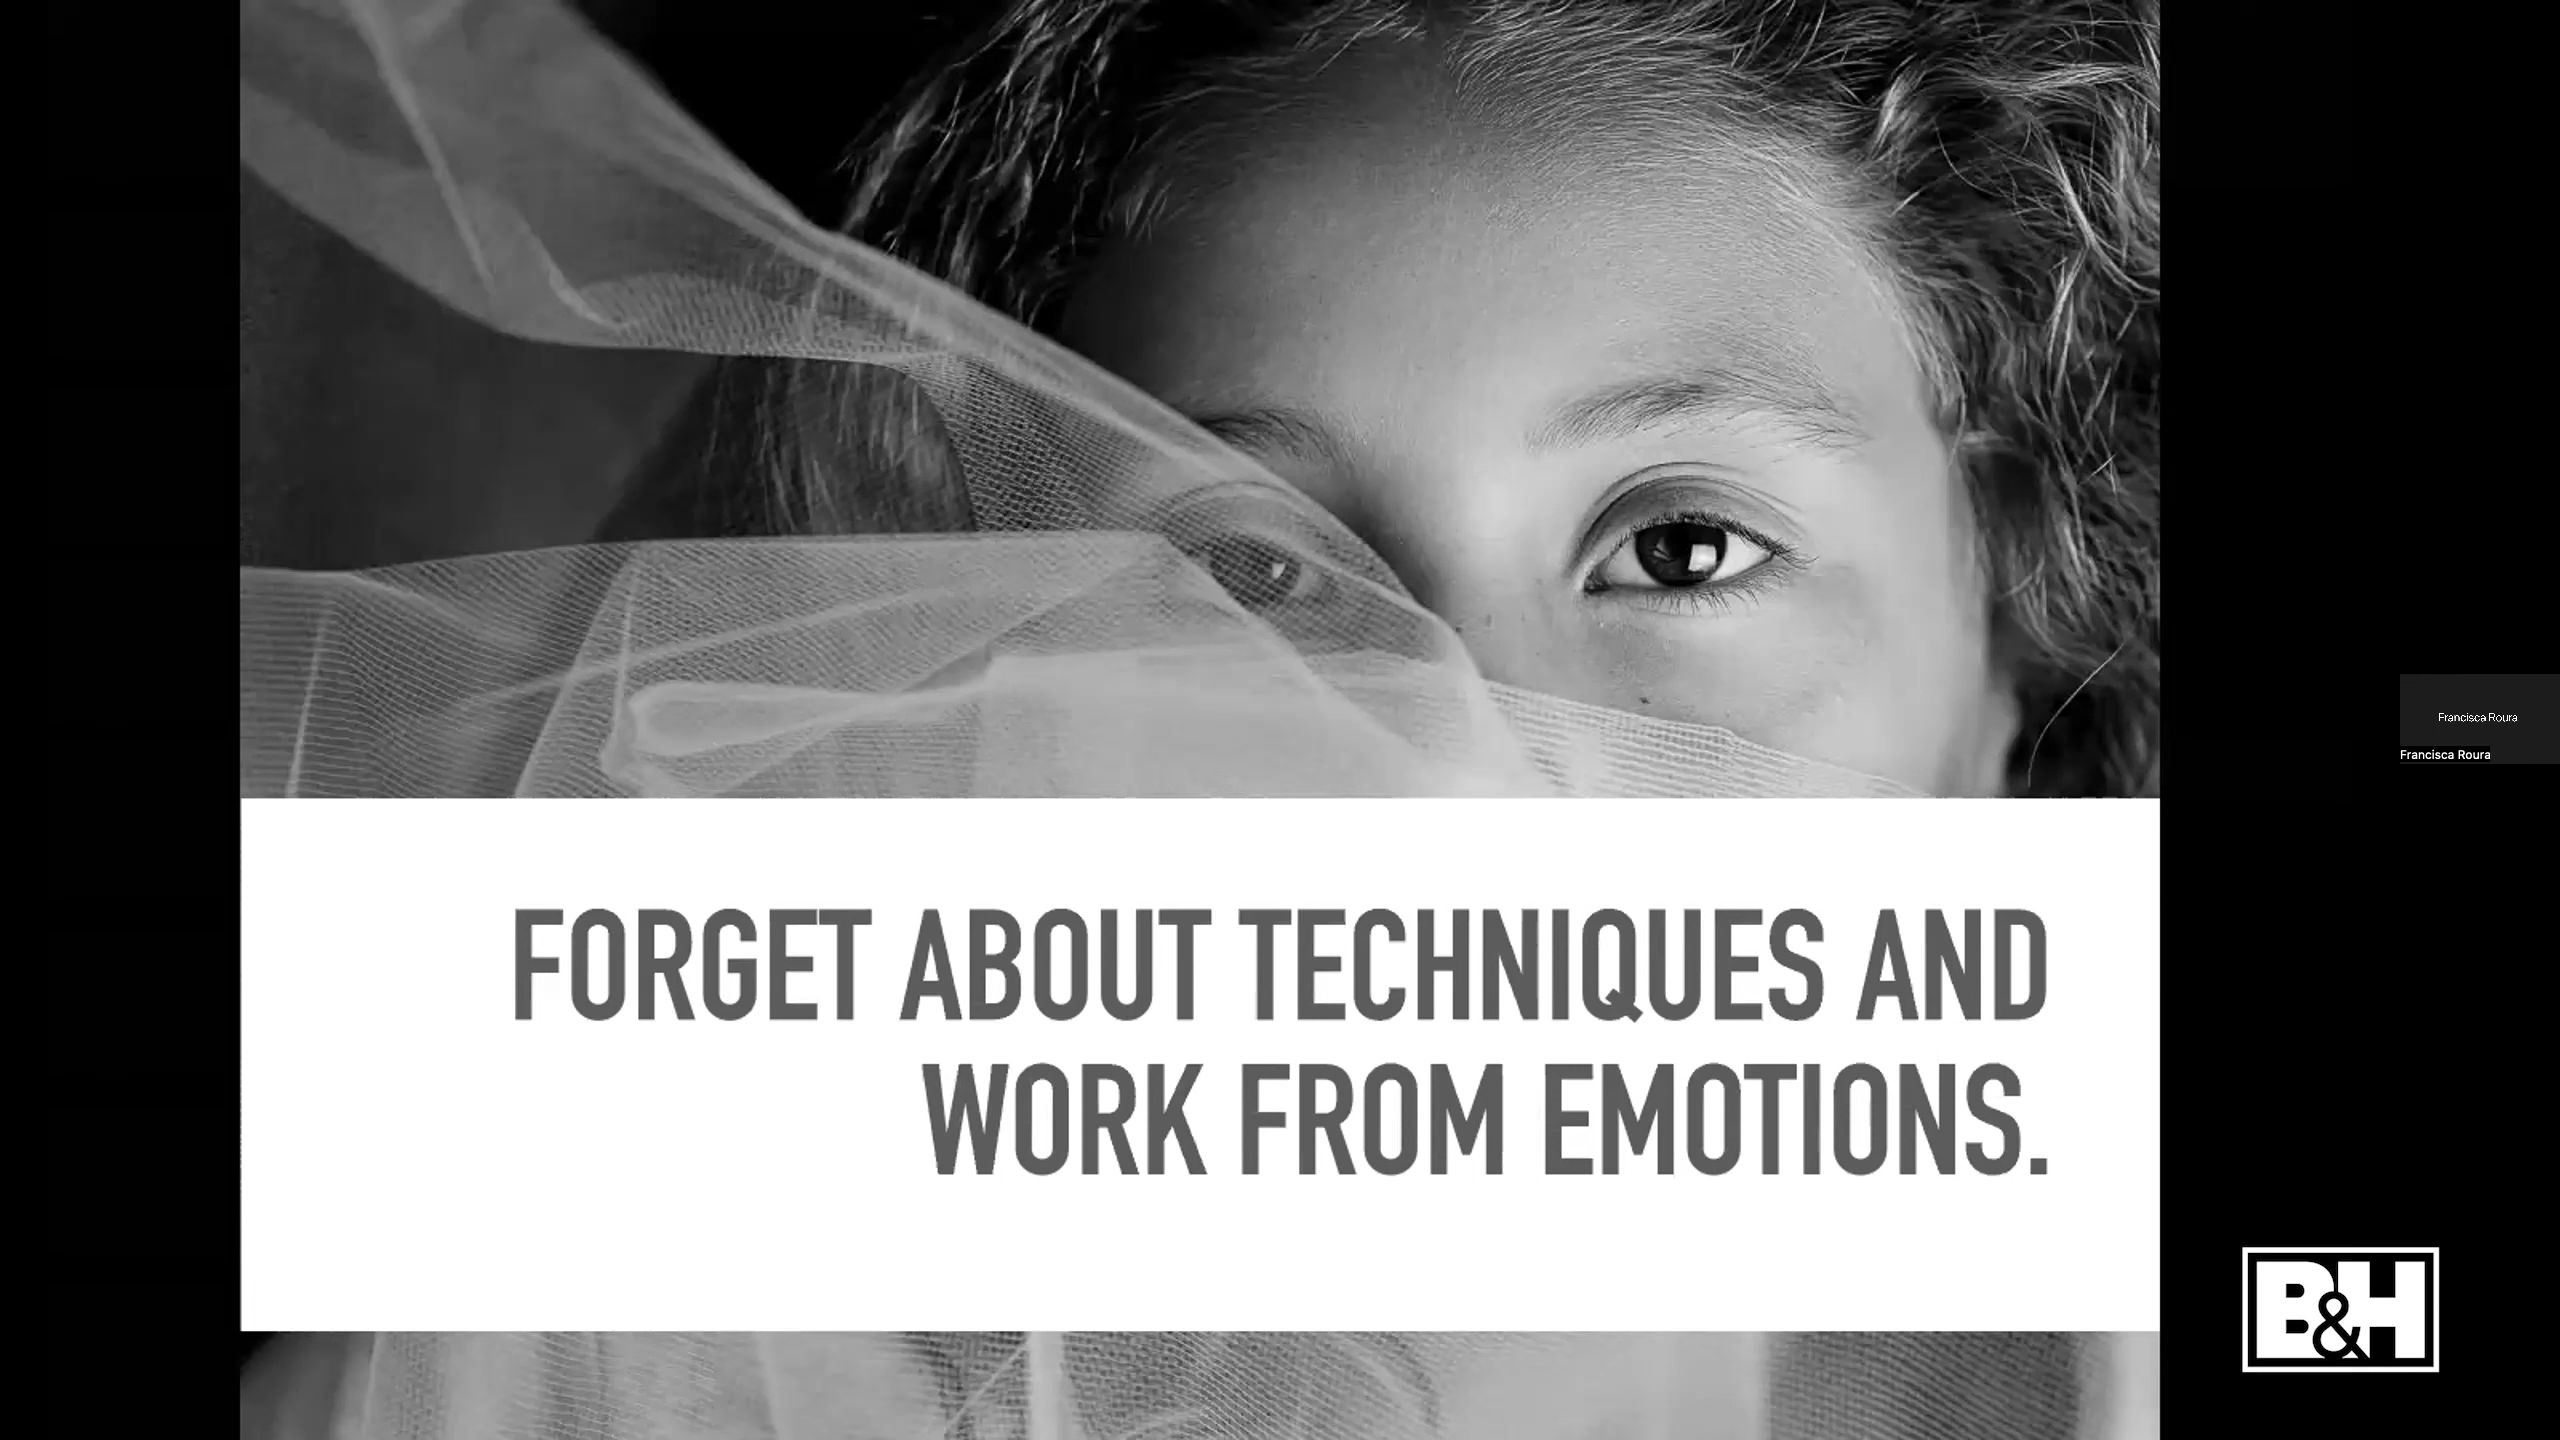 FORGET ABOUT TECHNIQUES AND
WORK FROM EMOTIONS.
Francisca Roura
Francisca Roura
B&H